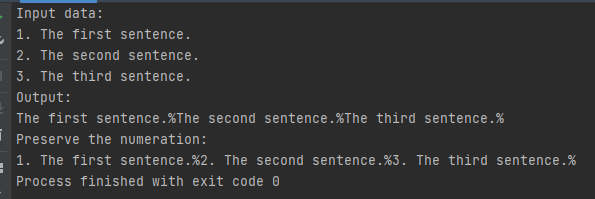 Input data:
1. The first sentence.
2. The second sentence.
3. The third sentence.
Output:
The first sentence.%The second sentence.%The third sentence.%
Preserve the numeration:
1. The first sentence.%2. The second sentence.%3. The third sentence.%
Process finished with exit code 0